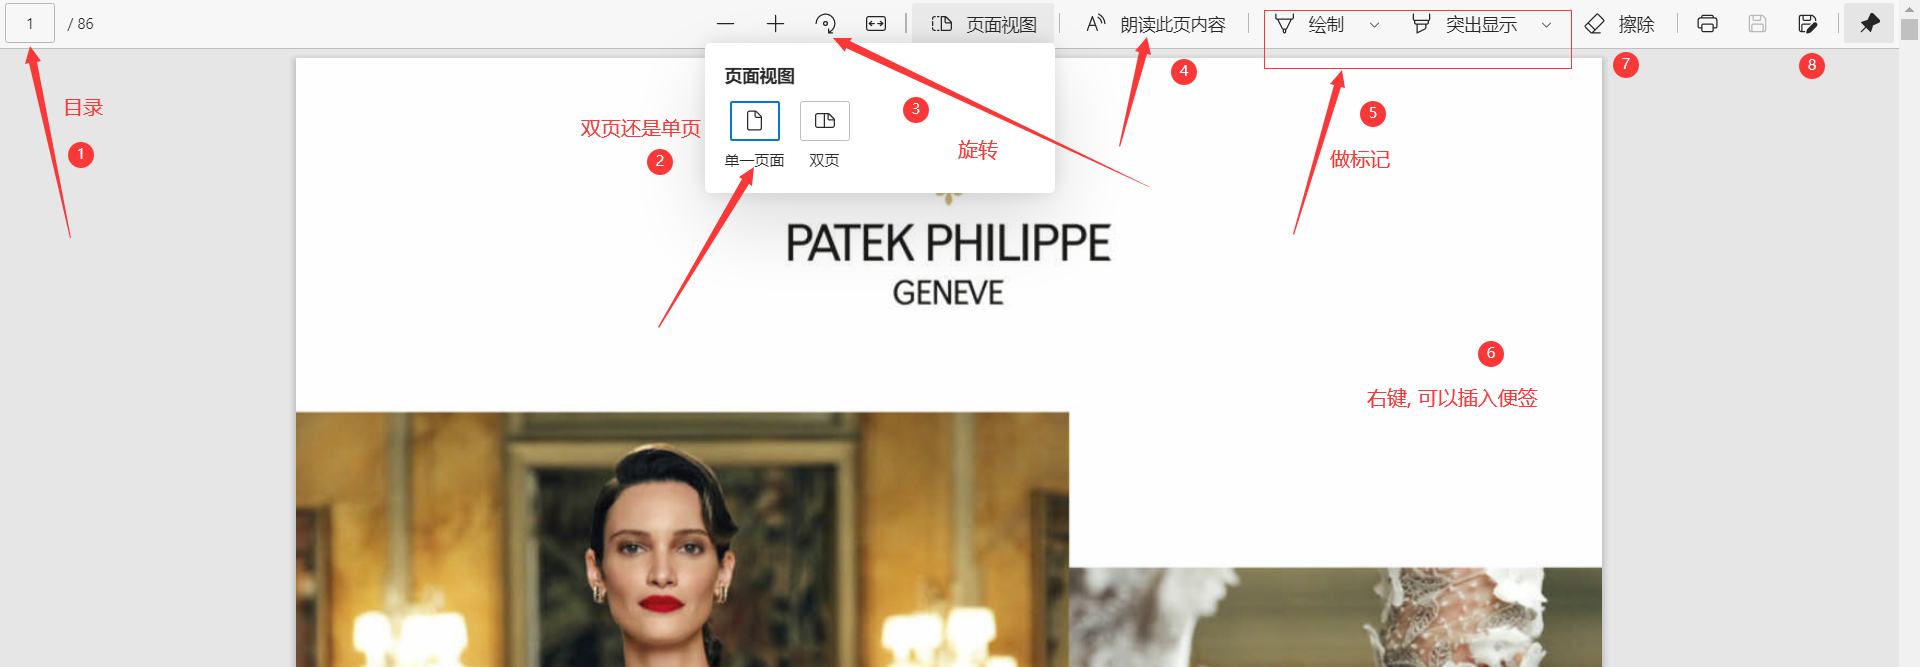 1 / 86 页面视图 朗读此页内容 绘制 突出显示 擦除
页面视图
单一页面 双页
目录
1
双页还是单页
2
3
旋转
4
5
做标记
6
右键, 可以插入便签
7
8
PATEK PHILIPPE
GENEVE